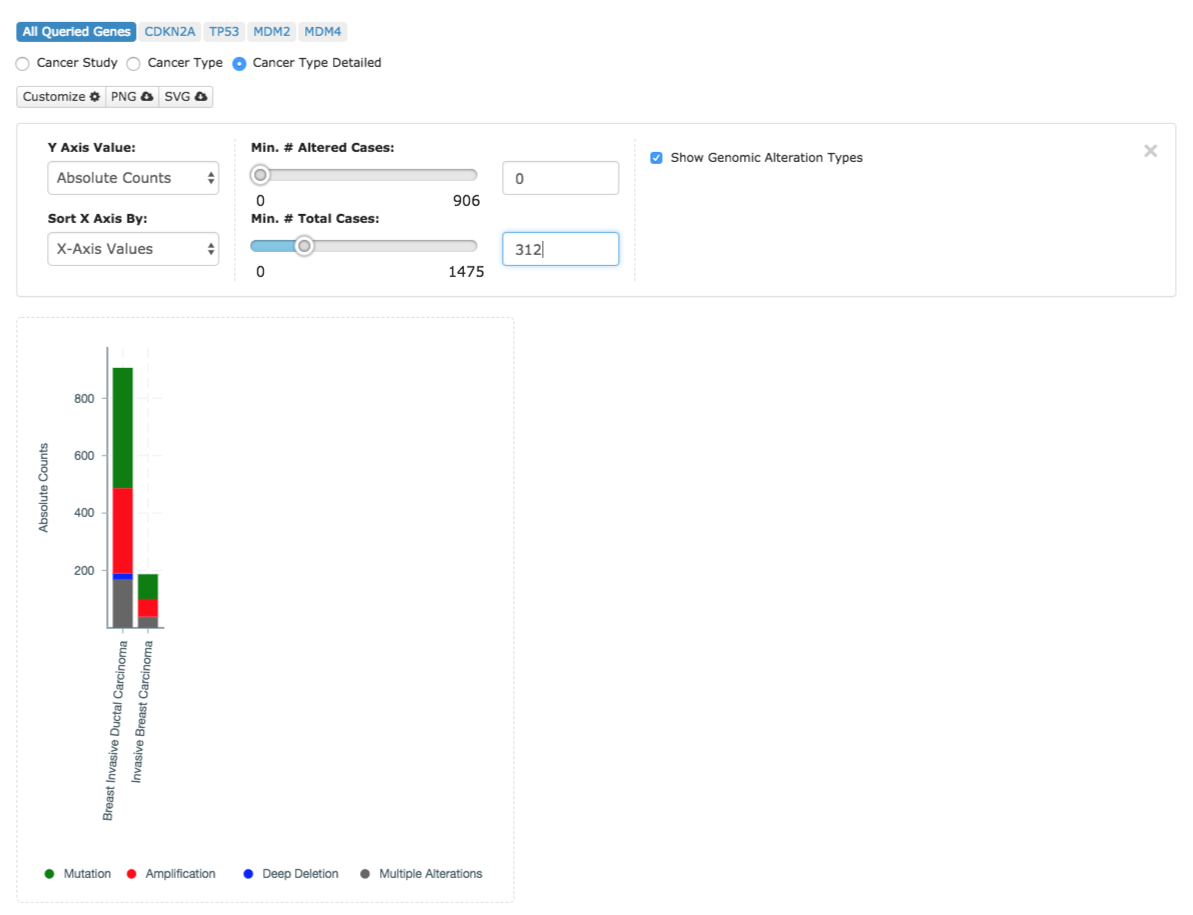 All Queried Genes CDKN2A TP53 MDM2 MDM4
Cancer Study Cancer Type Cancer Type Detailed
Customize PNG SVG
Y Axis Value: Min. # Altered Cases:
Show Genomic Alteration Types ×
Absolute Counts 0
0 906
Sort X Axis By: Min. # Total Cases:
X-Axis Values 312
0 1475
800
600
400
200
Absolute Counts
Breast Invasive Ductal Carcinoma
Invasive Breast Carcinoma
Mutation Amplification Deep Deletion Multiple Alterations